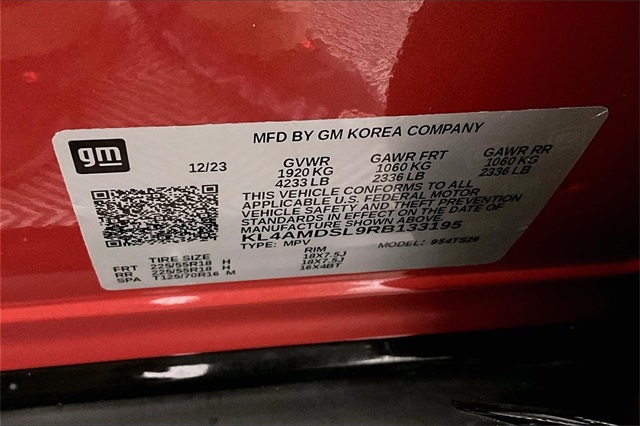 MFD BY GM KOREA COMPANY
gm
12/23
GVWR GAWR FRT GAWR RR
1920 KG 1060 KG 1060 KG
4233 LB 2336 LB 2336 LB
THIS VEHICLE CONFORMS TO ALL
APPLICABLE U.S. FEDERAL MOTOR
VEHICLE SAFETY AND THEFT PREVENTION
STANDARDS IN EFFECT ON THE DATE OF
MANUFACTURE SHOWN ABOVE.
KL4AMDSL9RB133195
TYPE: MPV MODEL: 954TS26
TIRE SIZE RIM
FRT 225/55R18 H 18X7.5J
RR 225/55R18 H 18X7.5J
SPA T125/70R16 M 16X4BT